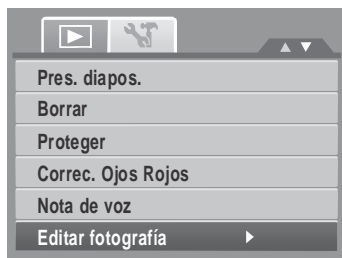 Pres. diapos.
Borrar
Proteger
Correc. Ojos Rojos
Nota de voz
Editar fotografía